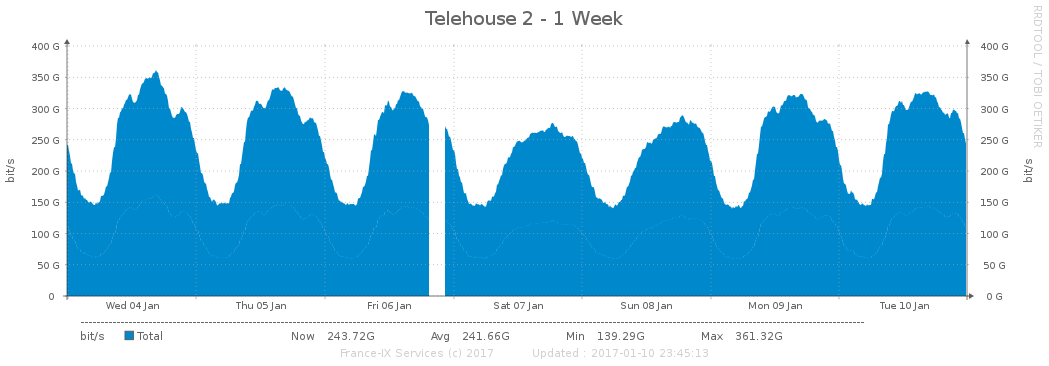 Telehouse 2 - 1 Week
RRDTOOL / TOBI OETIKER
bit/s
400 G 400 G
350 G 350 G
300 G 300 G
250 G 250 G
200 G 200 G
150 G 150 G
100 G 100 G
50 G 50 G
0 0 G
bit/s
Wed 04 Jan Thu 05 Jan Fri 06 Jan Sat 07 Jan Sun 08 Jan Mon 09 Jan Tue 10 Jan
bit/s Total Now 243.72G Avg 241.66G Min 139.29G Max 361.32G
France-IX Services (c) 2017 Updated : 2017-01-10 23:45:13